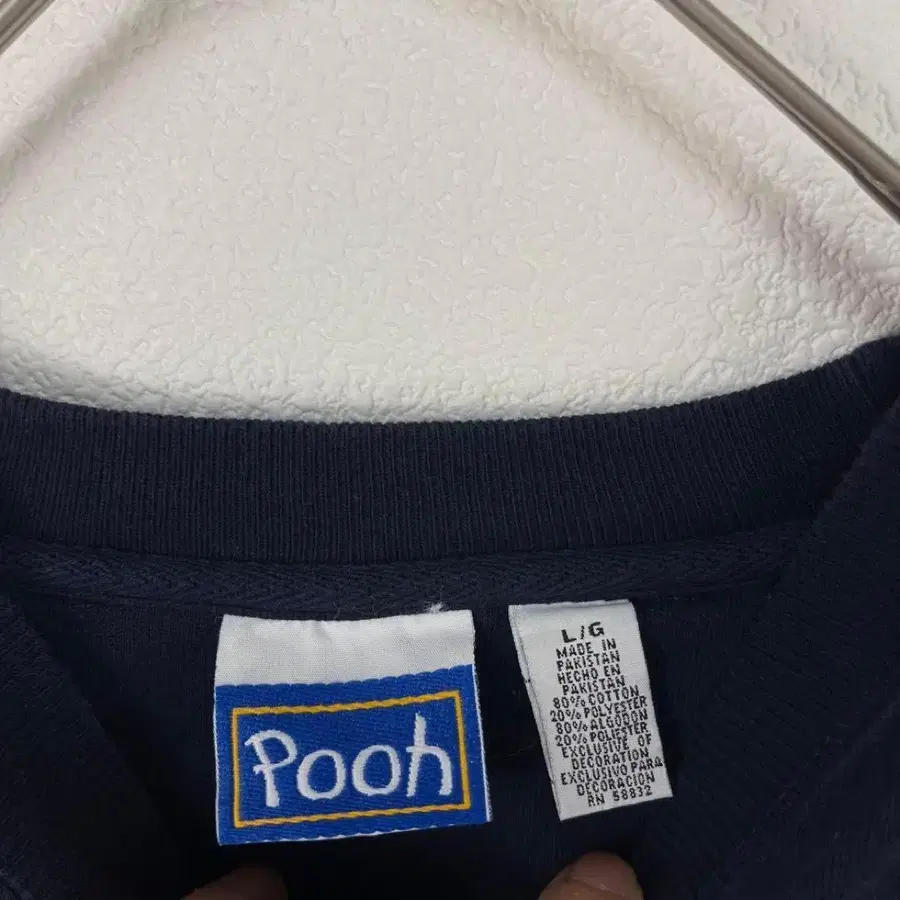 Pooh
L/G
MADE IN
PAKISTAN
HECHO EN
PAKISTAN
80% COTTON
20% POLYESTER
80% ALGODON
20% POLIESTER
EXCLUSIVE OF
DECORATION
EXCLUSIVO PARA
DECORACION
RN 58832